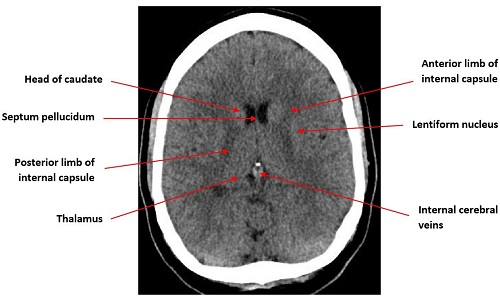 Head of caudate
Septum pellucidum
Posterior limb of
internal capsule
Thalamus
Anterior limb of
internal capsule
Lentiform nucleus
Internal cerebral
veins